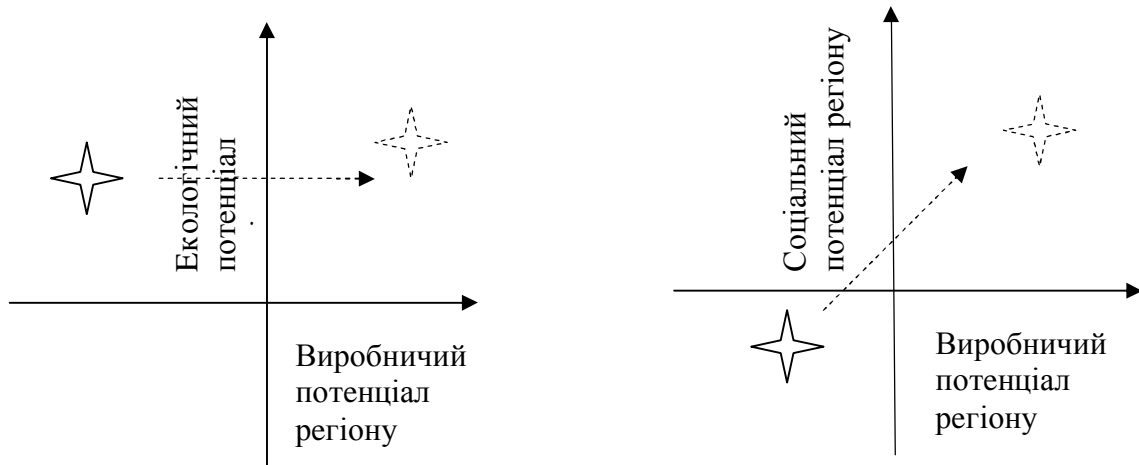 Екологічний
потенціал
Виробничий
потенціал
регіону
Соціальний
потенціал регіону
Виробничий
потенціал
регіону